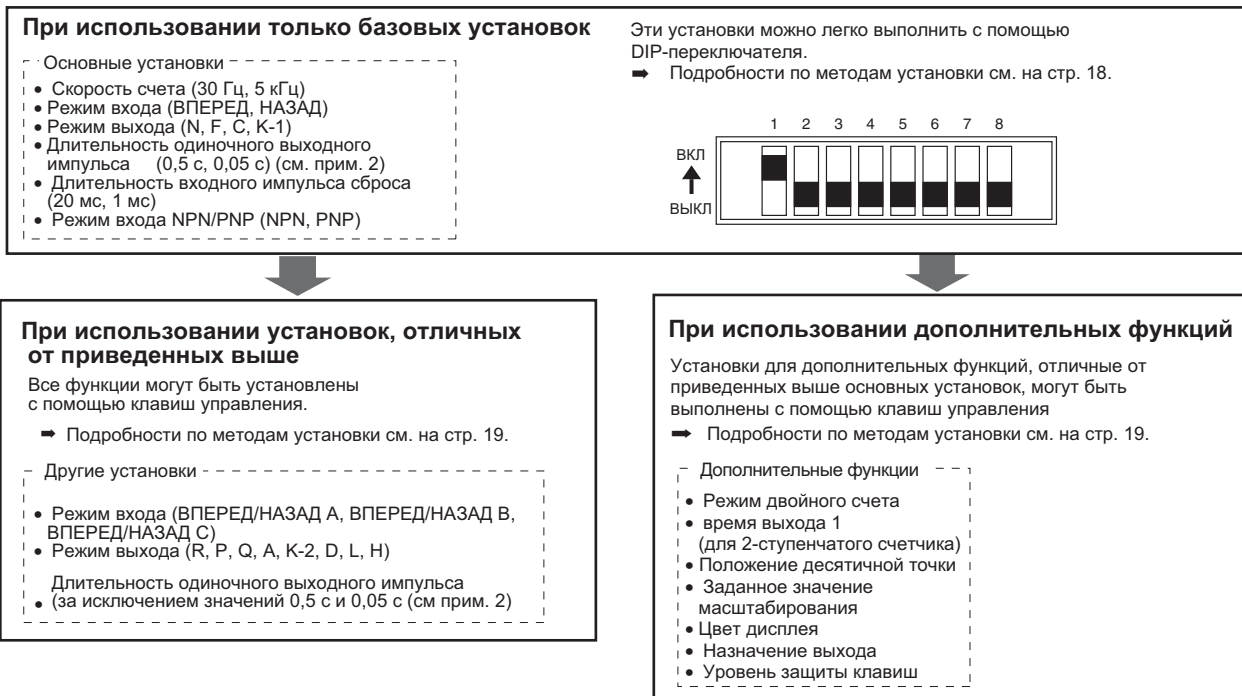 При использовании только базовых установок
Основные установки
• Скорость счета (30 Гц, 5 кГц)
• Режим входа (ВПЕРЕД, НАЗАД)
• Режим выхода (N, F, C, K-1)
• Длительность одиночного выходного
импульса (0,5 с, 0,05 с) (см. прим. 2)
• Длительность входного импульса сброса
(20 мс, 1 мс)
• Режим входа NPN/PNP (NPN, PNP)
Эти установки можно легко выполнить с помощью
DIP-переключателя.
➡ Подробности по методам установки см. на стр. 18.
1 2 3 4 5 6 7 8
ВКЛ
ВЫКЛ
При использовании установок, отличных
от приведенных выше
Все функции могут быть установлены
с помощью клавиш управления.
➡ Подробности по методам установки см. на стр. 19.
Другие установки
• Режим входа (ВПЕРЕД/НАЗАД A, ВПЕРЕД/НАЗАД B,
ВПЕРЕД/НАЗАД C)
• Режим выхода (R, P, Q, A, K-2, D, L, H)
Длительность одиночного выходного импульса
• (за исключением значений 0,5 с и 0,05 с (см прим. 2)
При использовании дополнительных функций
Установки для дополнительных функций, отличные от
приведенных выше основных установок, могут быть
выполнены с помощью клавиш управления
➡ Подробности по методам установки см. на стр. 19.
Дополнительные функции
• Режим двойного счета
• время выхода 1
(для 2-ступенчатого счетчика)
• Положение десятичной точки
• Заданное значение
масштабирования
• Цвет дисплея
• Назначение выхода
• Уровень защиты клавиш